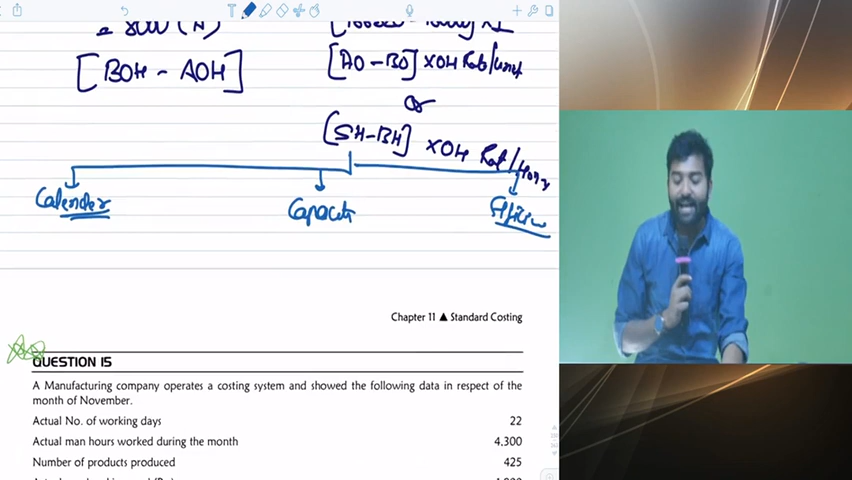 [BOH - AOH]
[AO - BO] × OH Rate/unit
or
[SH - BH] × OH Rate/Hour
Calender
Capacity
Chapter 11 ▲ Standard Costing
QUESTION 15
A Manufacturing company operates a costing system and showed the following data in respect of the
month of November.
Actual No. of working days 22
Actual man hours worked during the month 4,300
Number of products produced 425